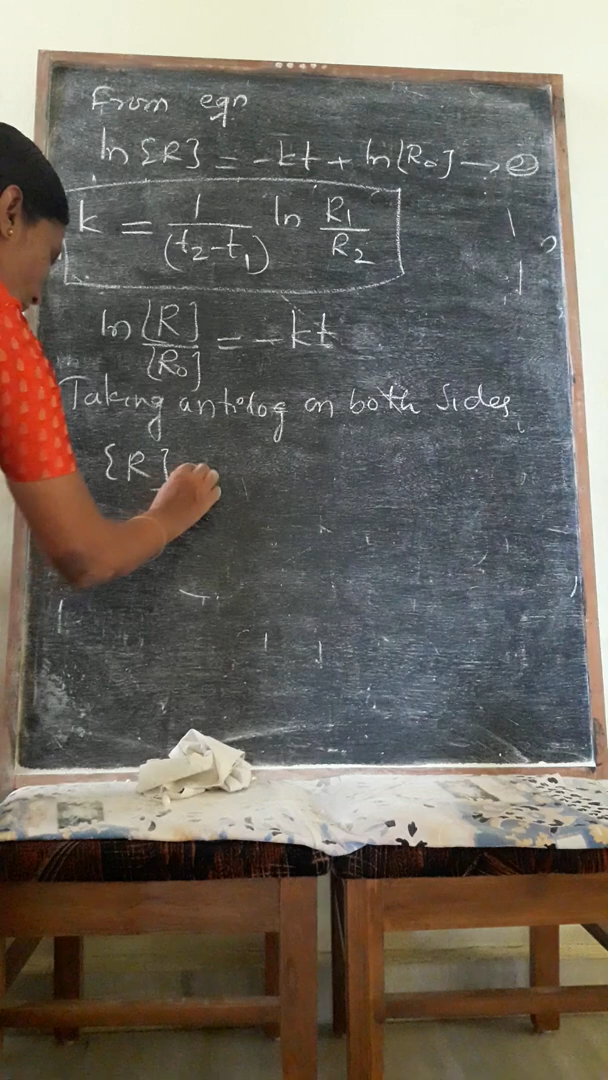 From eqn
ln {R] = -kt + ln[R₀] → ②
k = 1/(t₂-t₁) ln R₁/R₂
ln [R]/[R₀] = -kt
Taking antilog on both sides,
{R]